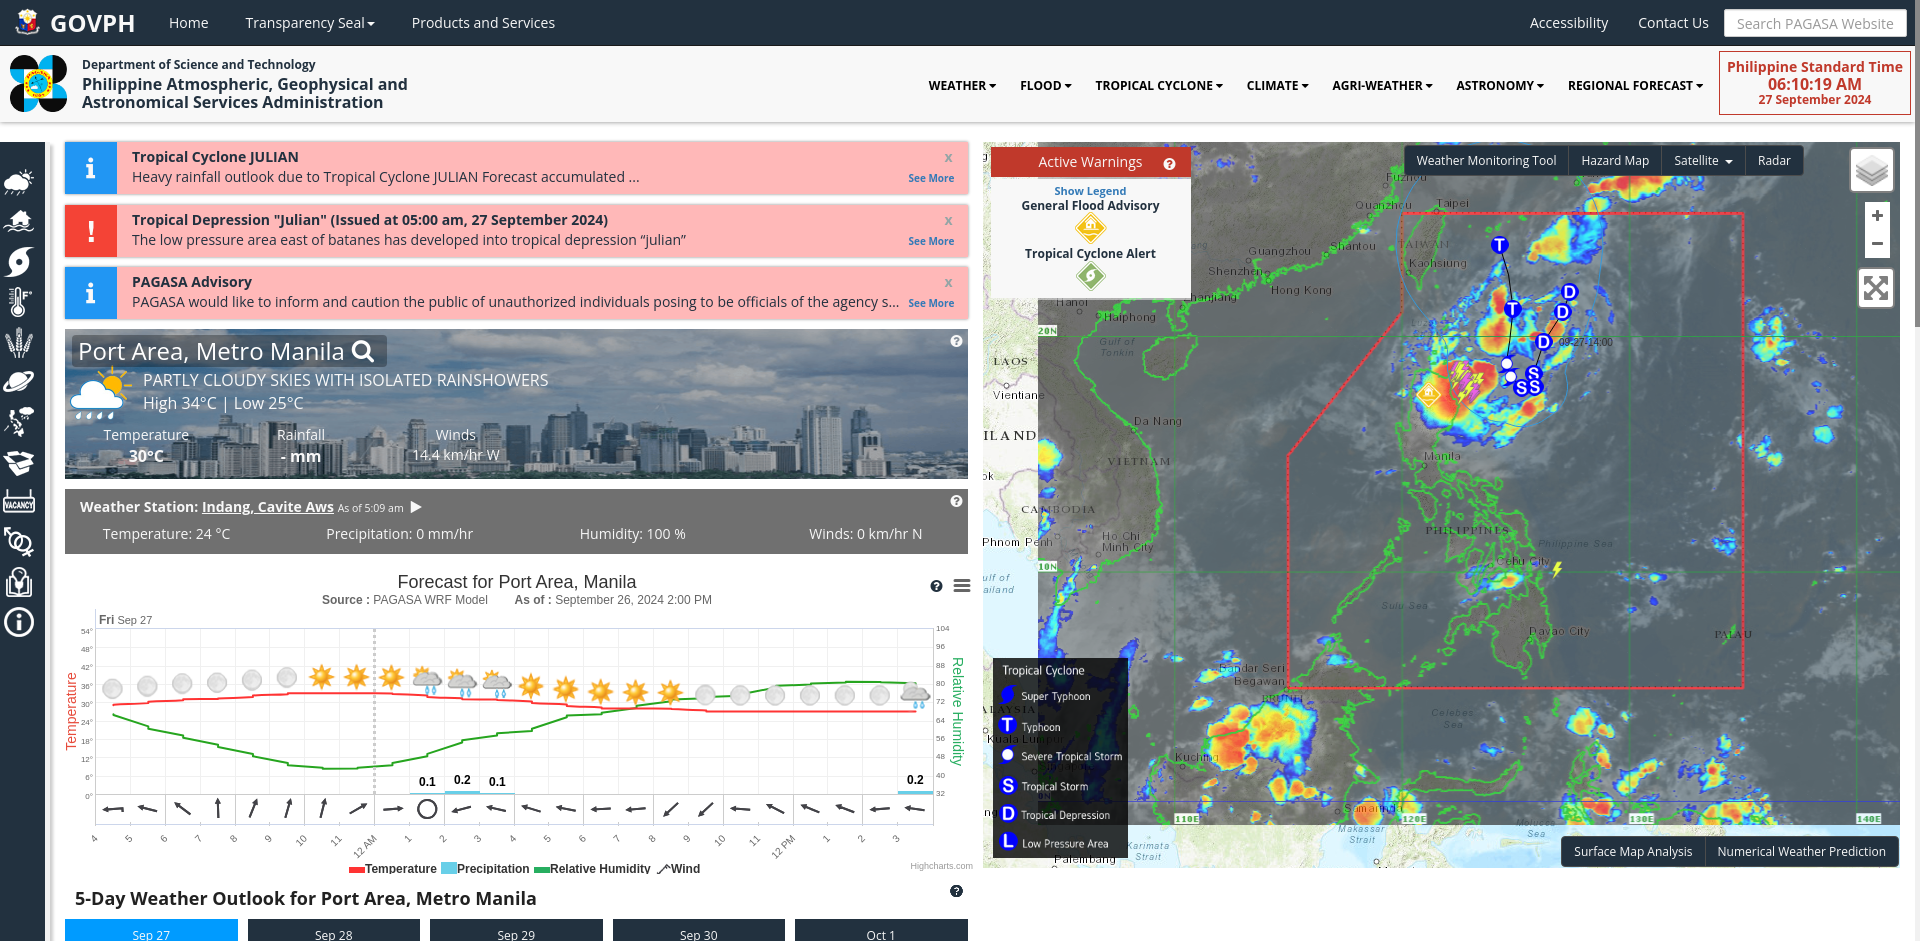 GOVPH
Home
Transparency Seal
Products and Services
Accessibility
Contact Us
Search PAGASA Website
Department of Science and Technology
Philippine Atmospheric, Geophysical and
Astronomical Services Administration
WEATHER
FLOOD
TROPICAL CYCLONE
CLIMATE
AGRI-WEATHER
ASTRONOMY
REGIONAL FORECAST
Philippine Standard Time
06:10:19 AM
27 September 2024
Tropical Cyclone JULIAN
x
Heavy rainfall outlook due to Tropical Cyclone JULIAN Forecast accumulated ...
See More
Tropical Depression "Julian" (Issued at 05:00 am, 27 September 2024)
x
The low pressure area east of batanes has developed into tropical depression “julian”
See More
PAGASA Advisory
x
PAGASA would like to inform and caution the public of unauthorized individuals posing to be officials of the agency s...
See More
Port Area, Metro Manila
PARTLY CLOUDY SKIES WITH ISOLATED RAINSHOWERS
High 34°C | Low 25°C
Temperature
30°C
Rainfall
- mm
Winds
14.4 km/hr W
Weather Station: Indang, Cavite Aws As of 5:09 am
Temperature: 24 °C
Precipitation: 0 mm/hr
Humidity: 100 %
Winds: 0 km/hr N
VACANCY
Forecast for Port Area, Manila
Source : PAGASA WRF Model As of : September 26, 2024 2:00 PM
Fri Sep 27
54°
48°
42°
36°
30°
24°
18°
12°
6°
0°
Temperature
104
96
88
80
72
64
56
48
40
32
Relative Humidity
0.1
0.2
0.1
0.2
4 5 6 7 8 9 10 11 12 AM 1 2 3 4 5 6 7 8 9 10 11 12 PM 1 2 3
Temperature Precipitation Relative Humidity Wind
Highcharts.com
5-Day Weather Outlook for Port Area, Metro Manila
Sep 27
Sep 28
Sep 29
Sep 30
Oct 1
Active Warnings
Show Legend
General Flood Advisory
Tropical Cyclone Alert
Weather Monitoring Tool
Hazard Map
Satellite
Radar
+
−
Fuzhou
Quanzhou
Taipei
TAIWAN
Guangzhou
Shantou
Kaohsiung
Shenzhen
Hong Kong
Zhanjiang
Hanoi
Haiphong
20N
Gulf of
Tonkin
LAOS
Vientiane
T
T
D
D
D
09-27-14:00
S
S
S
Da Nang
ILAND
VIETNAM
Manila
ok
CAMBODIA
PHILIPPINES
Phnom Penh
Ho Chi
Minh City
Philippine Sea
10N
Cebu City
ulf of
ailand
Sulu Sea
Davao City
PALAU
Bandar Seri
Begawan
BRUNEI
Celebes
Sea
ALAYSIA
Kuala Lumpur
Kuching
Samarinda
110E
120E
130E
140E
Makassar
Strait
Molucca
Sea
Karimata
Strait
Palembang
Tropical Cyclone
Super Typhoon
T Typhoon
Severe Tropical Storm
S Tropical Storm
D Tropical Depression
L Low Pressure Area
Surface Map Analysis
Numerical Weather Prediction